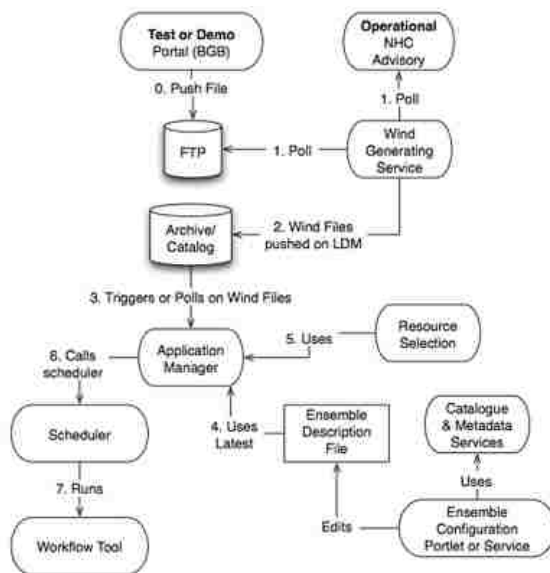 Test or Demo
Portal (BGB)
Operational
NHC
Advisory
0. Push File
1. Poll
FTP
1. Poll
Wind
Generating
Service
Archive/
Catalog
2. Wind Files
pushed on LDM
3. Triggers or Polls on Wind Files
6. Calls
scheduler
Application
Manager
5. Uses
Resource
Selection
Scheduler
4. Uses
Latest
Ensemble
Description
File
Catalogue
& Metadata
Services
7. Runs
Uses
Workflow Tool
Edits
Ensemble
Configuration
Portlet or Service